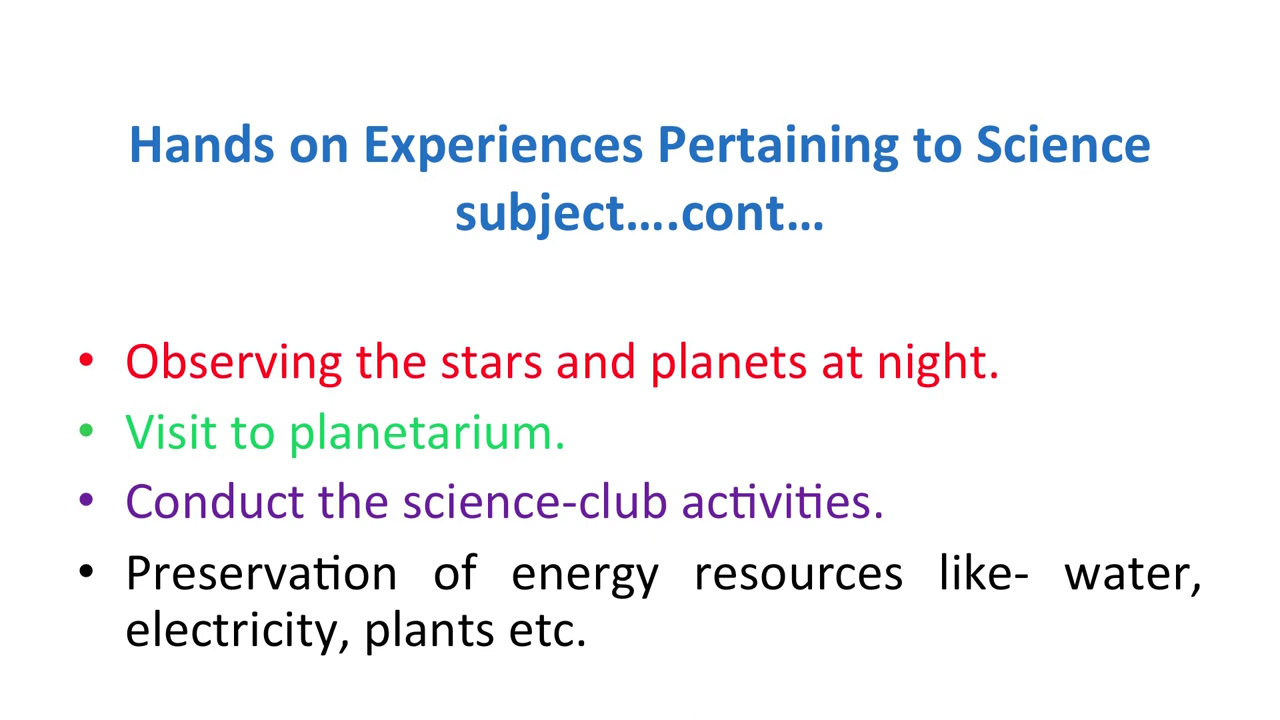 Hands on Experiences Pertaining to Science
subject….cont…
• Observing the stars and planets at night.
• Visit to planetarium.
• Conduct the science-club activities.
• Preservation of energy resources like- water,
electricity, plants etc.